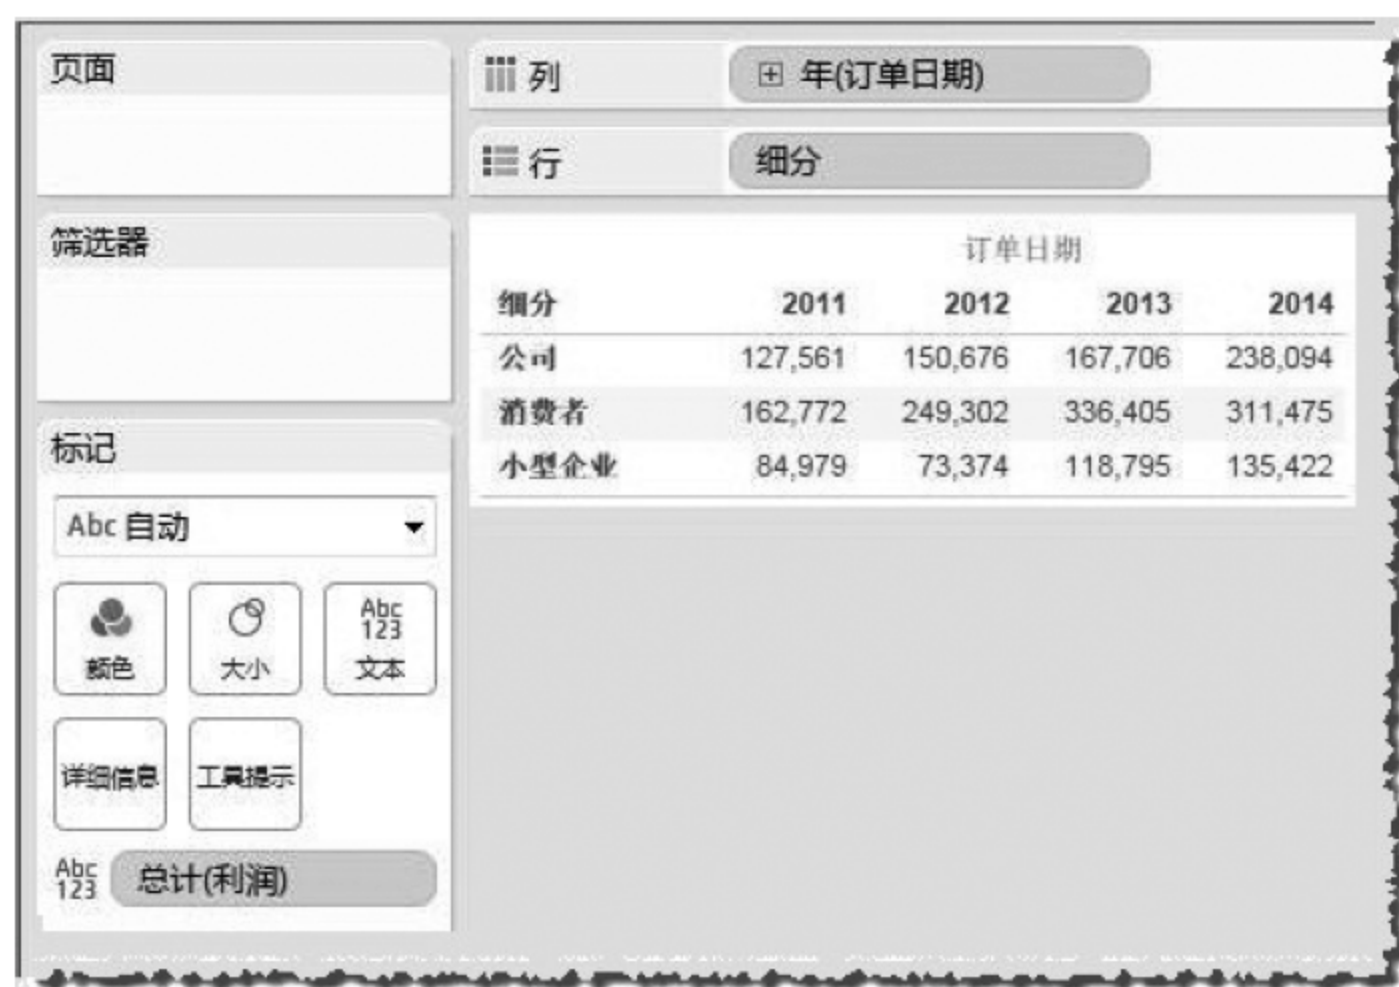 页面
列 年(订单日期)
行 细分
筛选器
订单日期
细分 2011 2012 2013 2014
公司 127,561 150,676 167,706 238,094
消费者 162,772 249,302 336,405 311,475
小型企业 84,979 73,374 118,795 135,422
标记
Abc 自动
颜色 大小 Abc 123 文本
详细信息 工具提示
Abc 123 总计(利润)